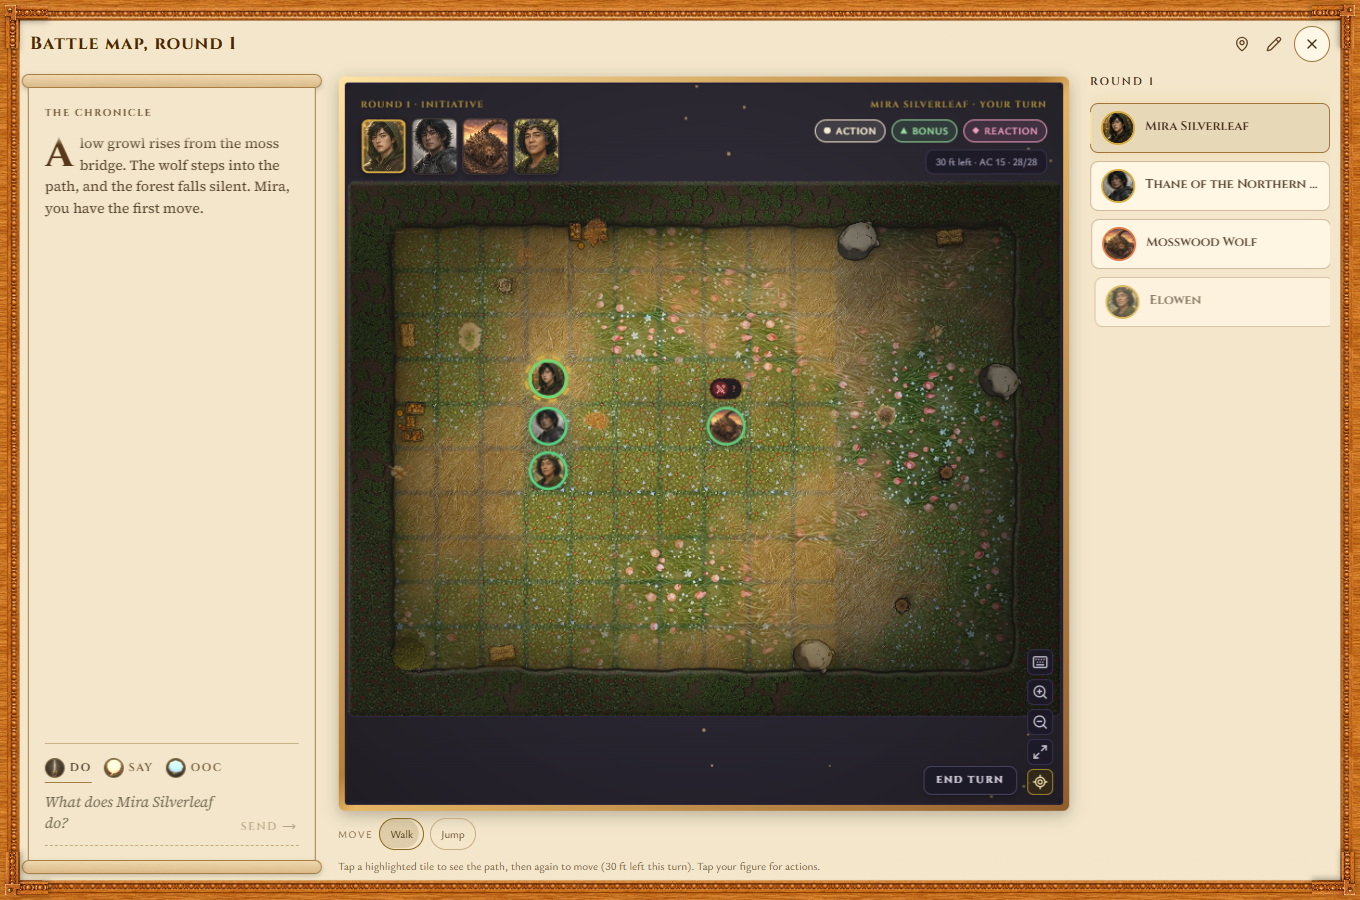 BATTLE MAP, ROUND 1
THE CHRONICLE
A low growl rises from the moss
bridge. The wolf steps into the
path, and the forest falls silent. Mira,
you have the first move.
DO SAY OOC
What does Mira Silverleaf
do?
SEND →
ROUND 1 · INITIATIVE
MIRA SILVERLEAF · YOUR TURN
ACTION BONUS REACTION
30 ft left · AC 15 · 28/28
?
END TURN
MOVE Walk Jump
Tap a highlighted tile to see the path, then again to move (30 ft left this turn). Tap your figure for actions.
ROUND 1
MIRA SILVERLEAF
THANE OF THE NORTHERN ...
MOSSWOOD WOLF
ELOWEN